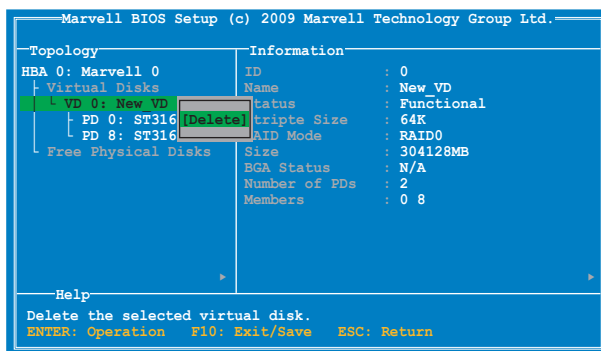 Marvell BIOS Setup (c) 2009 Marvell Technology Group Ltd.
Topology
HBA 0: Marvell 0
Virtual Disks
VD 0: New_VD
PD 0: ST316
PD 8: ST316
Free Physical Disks
[Delete]
Information
ID : 0
Name : New_VD
tatus : Functional
tripte Size : 64K
AID Mode : RAID0
Size : 304128MB
BGA Status : N/A
Number of PDs : 2
Members : 0 8
Help
Delete the selected virtual disk.
ENTER: Operation F10: Exit/Save ESC: Return